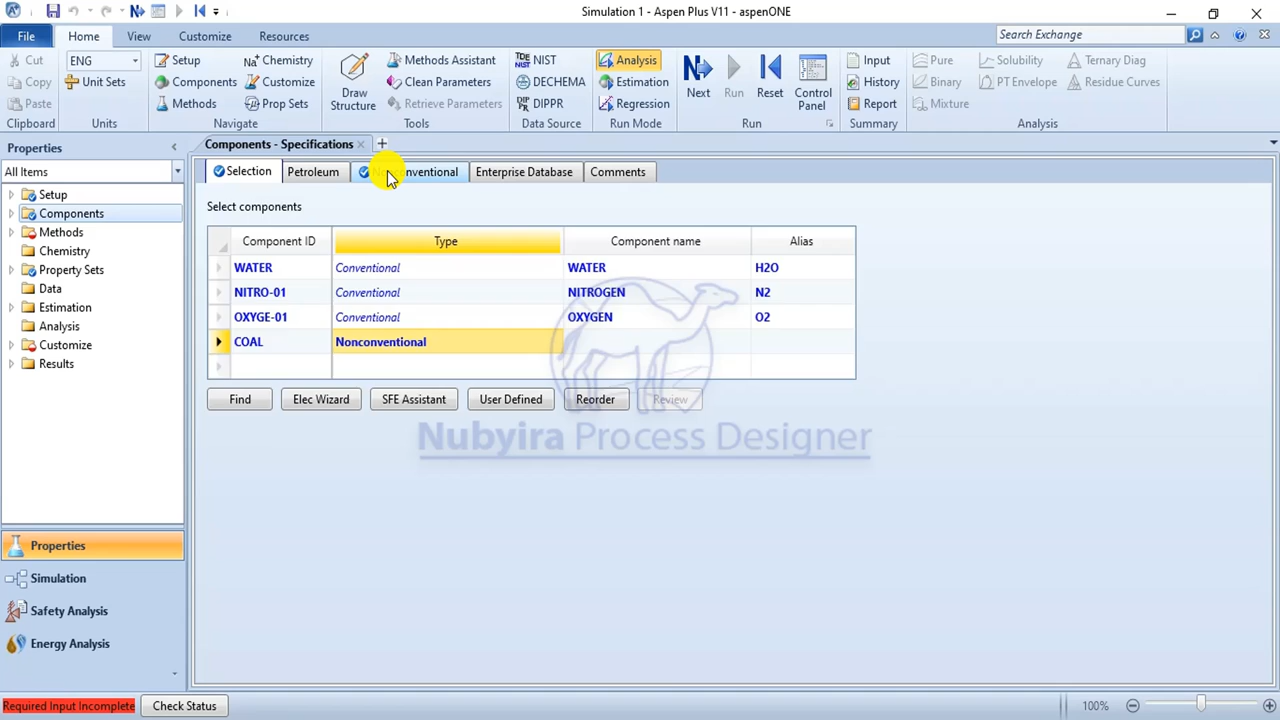 Simulation 1 - Aspen Plus V11 - aspenONE
File Home View Customize Resources Search Exchange
Cut ENG Setup Chemistry Methods Assistant NIST Analysis Input Pure Solubility Ternary Diag
Copy Unit Sets Components Customize Clean Parameters DECHEMA Estimation History Binary PT Envelope Residue Curves
Paste Methods Prop Sets Draw Structure Retrieve Parameters DIPPR Regression Next Run Reset Control Panel Report Mixture
Clipboard Units Navigate Tools Data Source Run Mode Run Summary Analysis
Properties
All Items
Setup
Components
Methods
Chemistry
Property Sets
Data
Estimation
Analysis
Customize
Results
Properties
Simulation
Safety Analysis
Energy Analysis
Components - Specifications
Selection Petroleum Nonconventional Enterprise Database Comments
Select components
Component ID Type Component name Alias
WATER Conventional WATER H2O
NITRO-01 Conventional NITROGEN N2
OXYGE-01 Conventional OXYGEN O2
COAL Nonconventional
Find Elec Wizard SFE Assistant User Defined Reorder Review
Nubyira Process Designer
Required Input Incomplete Check Status 100%